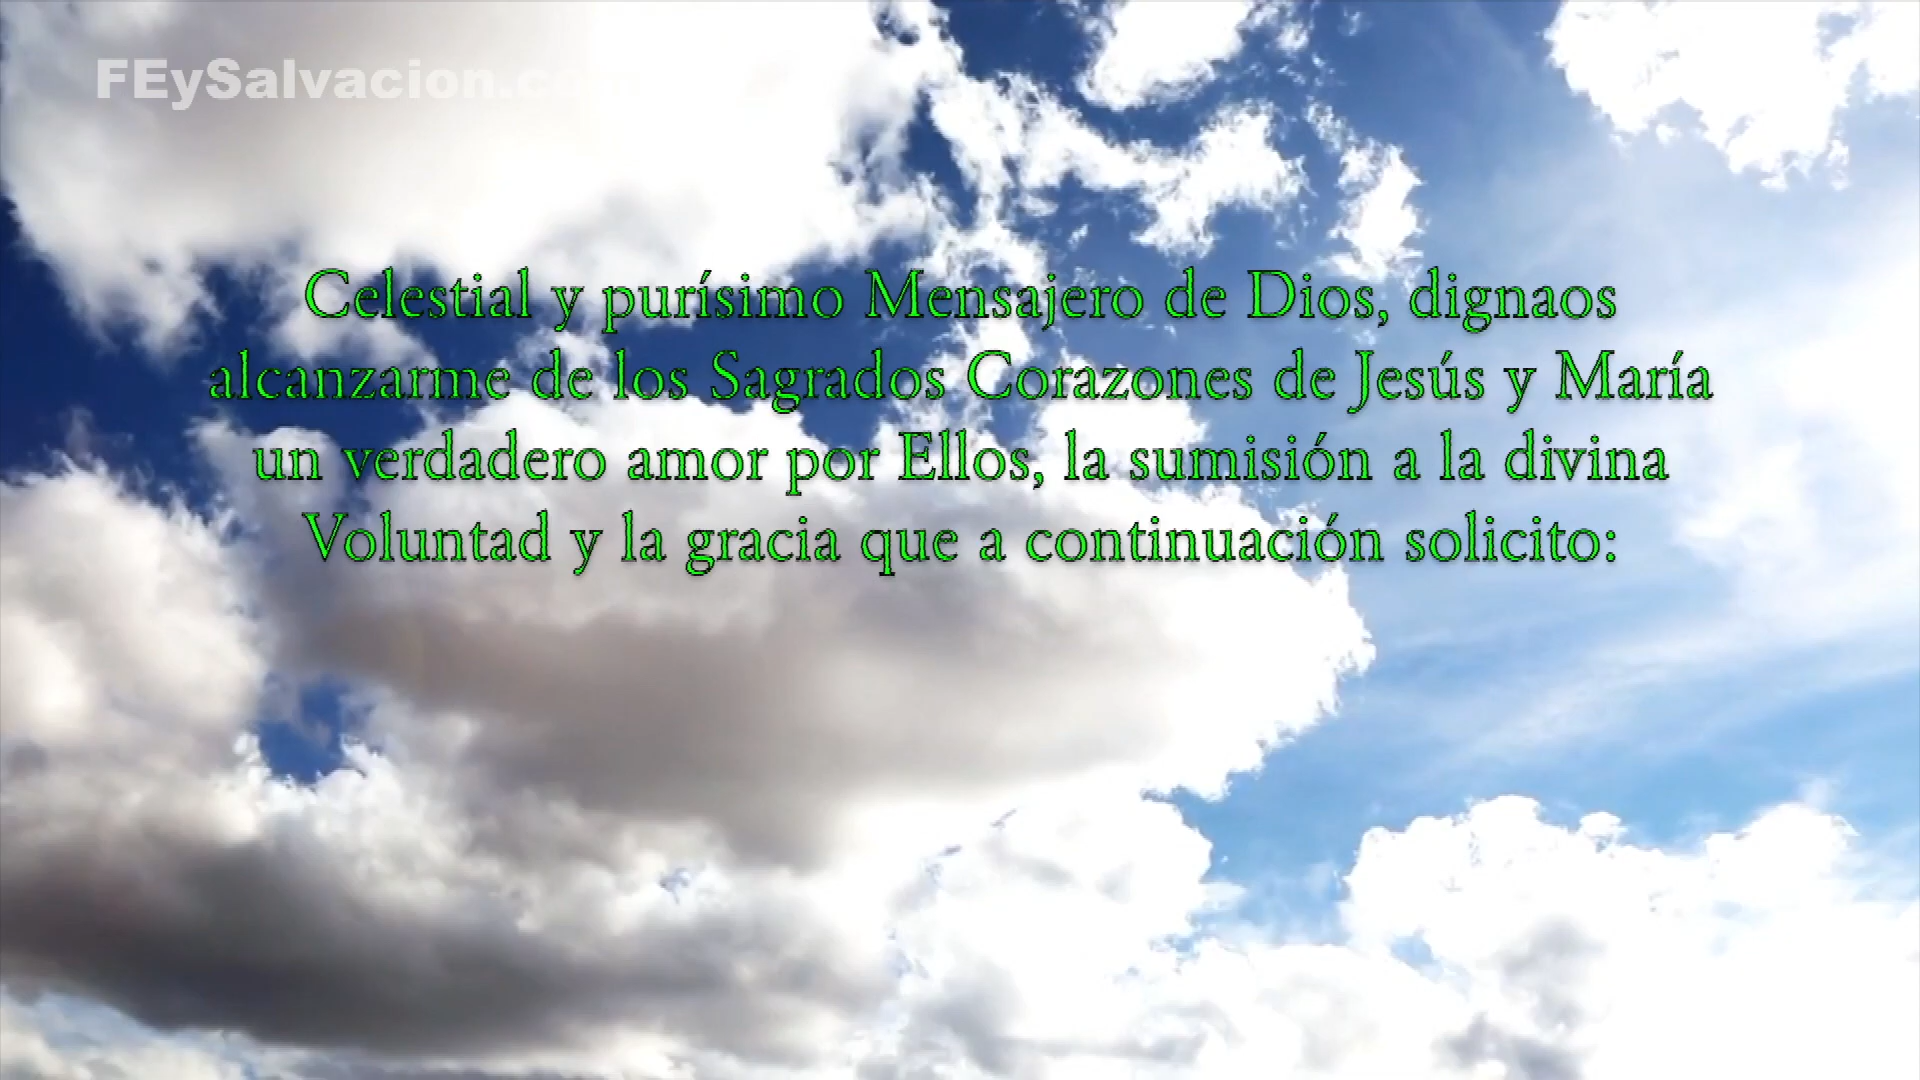 FEySalvacion.com
Celestial y purísimo Mensajero de Dios, dignaos
alcanzarme de los Sagrados Corazones de Jesús y María
un verdadero amor por Ellos, la sumisión a la divina
Voluntad y la gracia que a continuación solicito: